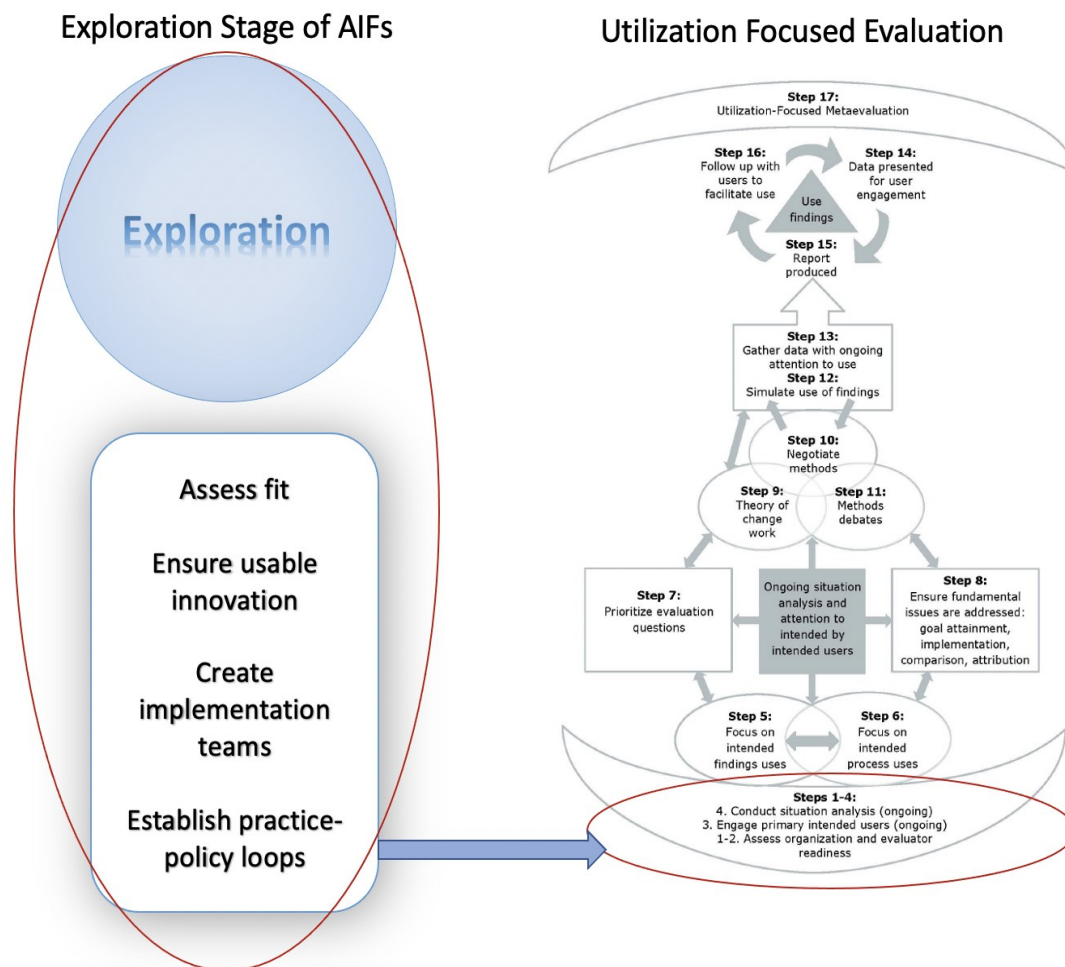 Exploration Stage of AIFs
Exploration
Assess fit
Ensure usable
innovation
Create
implementation
teams
Establish practice-
policy loops
Utilization Focused Evaluation
Step 17:
Utilization-Focused Metaevaluation
Step 16:
Follow up with
users to
facilitate use
Step 14:
Data presented
for user
engagement
Use
findings
Step 15:
Report
produced
Step 13:
Gather data with ongoing
attention to use
Step 12:
Simulate use of findings
Step 10:
Negotiate
methods
Step 9:
Theory of
change
work
Step 11:
Methods
debates
Step 7:
Prioritize evaluation
questions
Ongoing situation
analysis and
attention to
intended by
intended users
Step 8:
Ensure fundamental
issues are addressed:
goal attainment,
implementation,
comparison, attribution
Step 5:
Focus on
intended
findings uses
Step 6:
Focus on
intended
process uses
Steps 1-4:
4. Conduct situation analysis (ongoing)
3. Engage primary intended users (ongoing)
1-2. Assess organization and evaluator
readiness